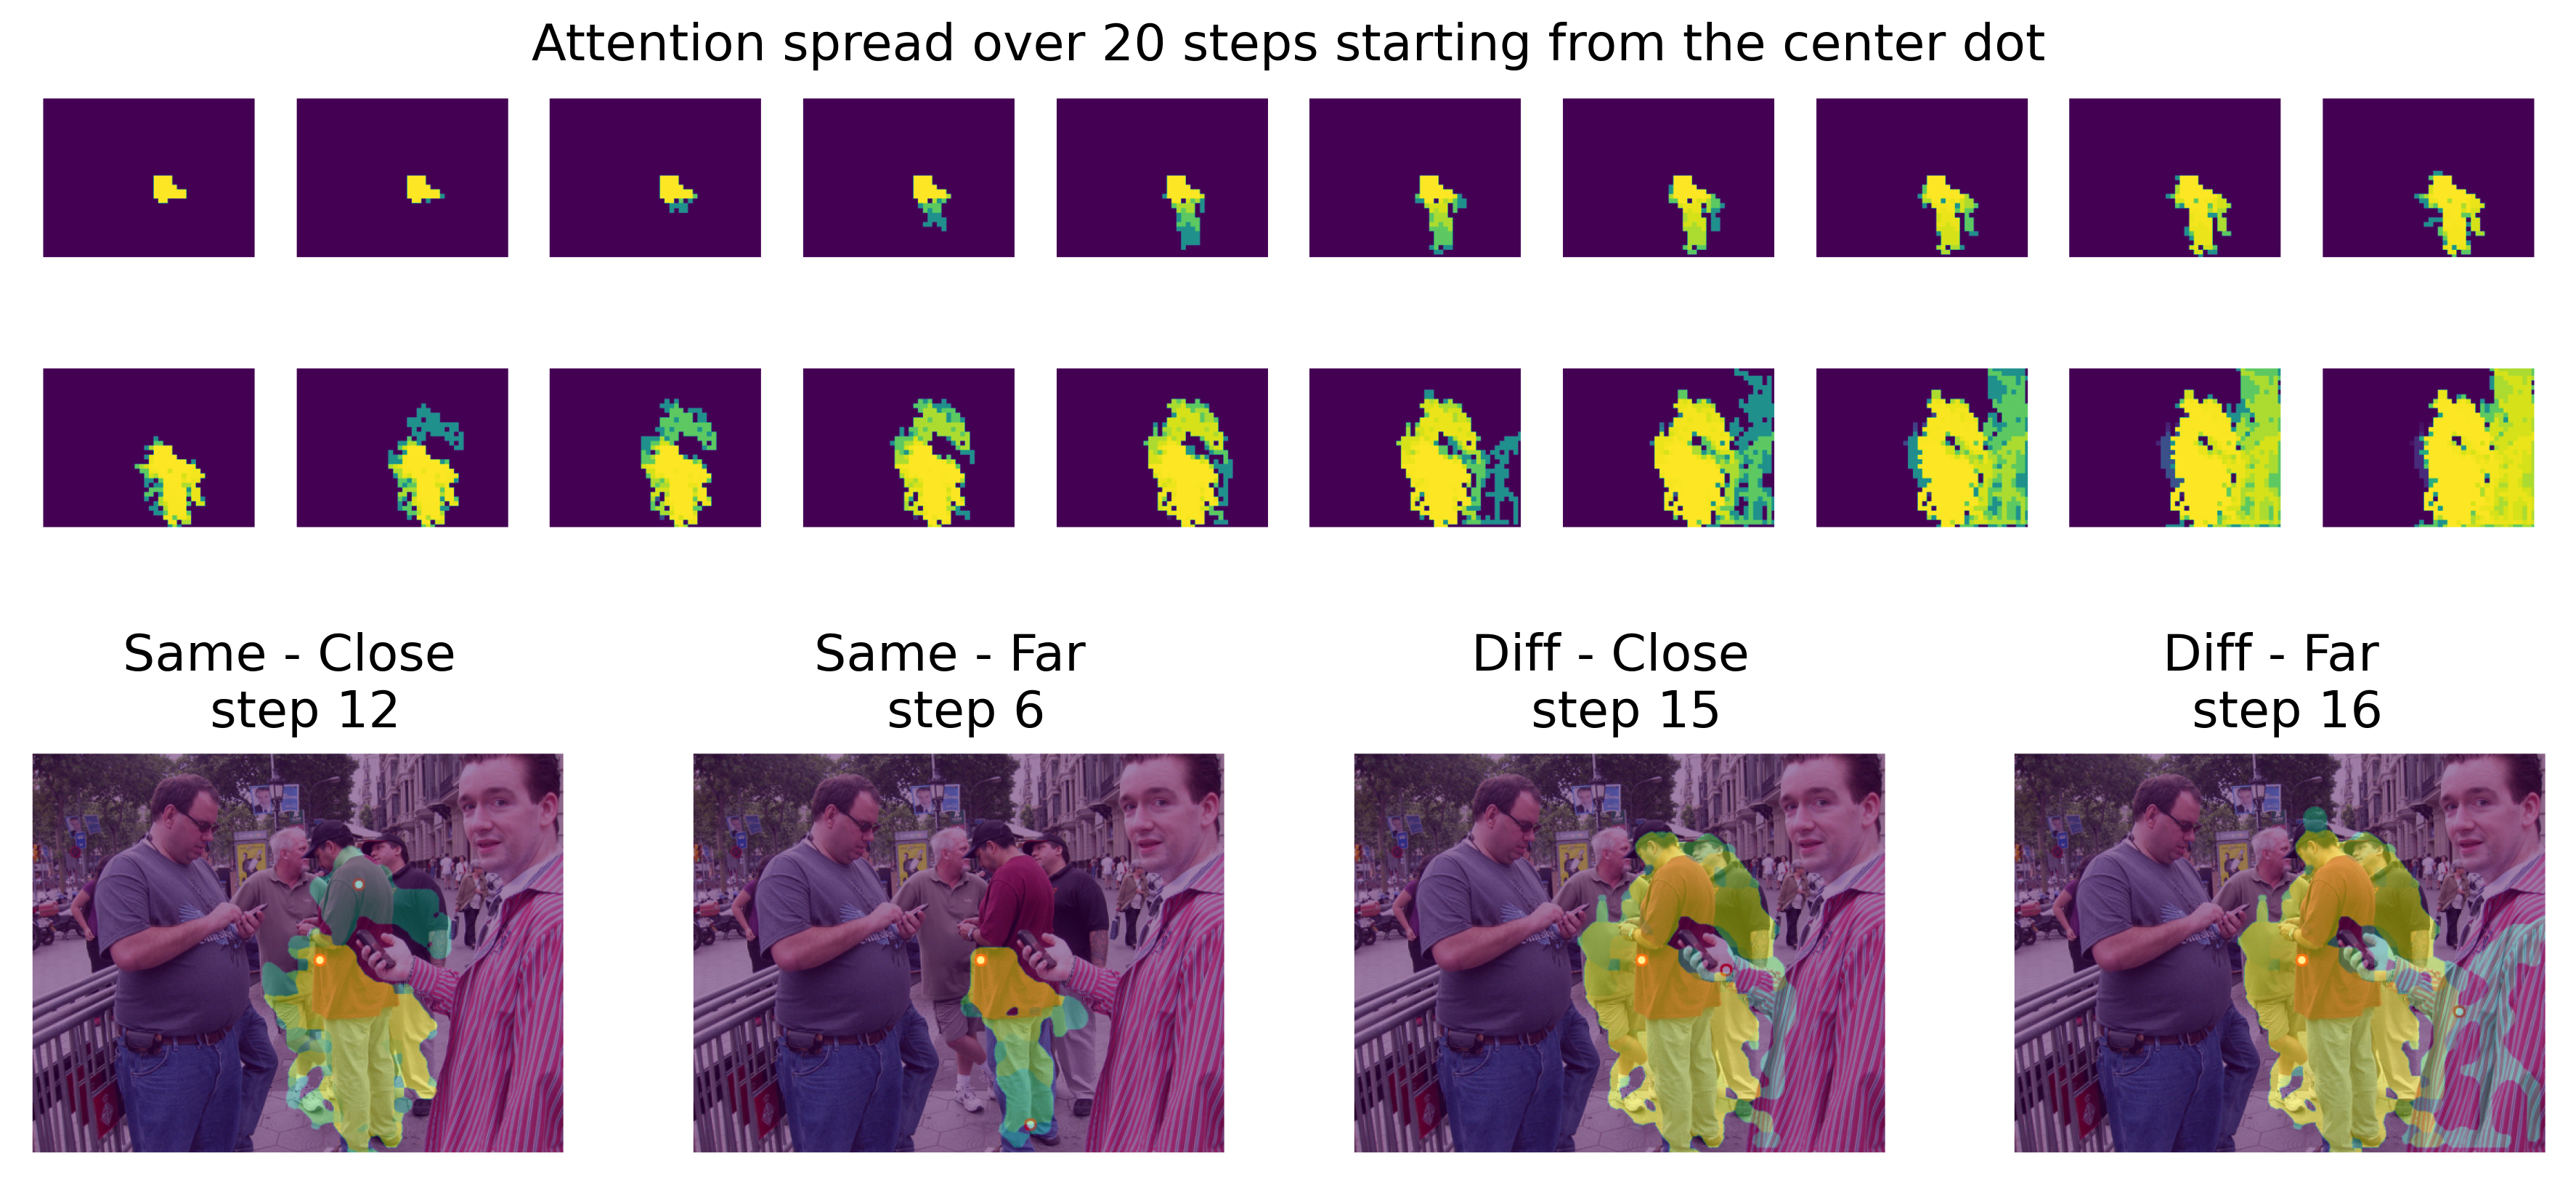 Attention spread over 20 steps starting from the center dot
Same - Close
step 12
Same - Far
step 6
Diff - Close
step 15
Diff - Far
step 16